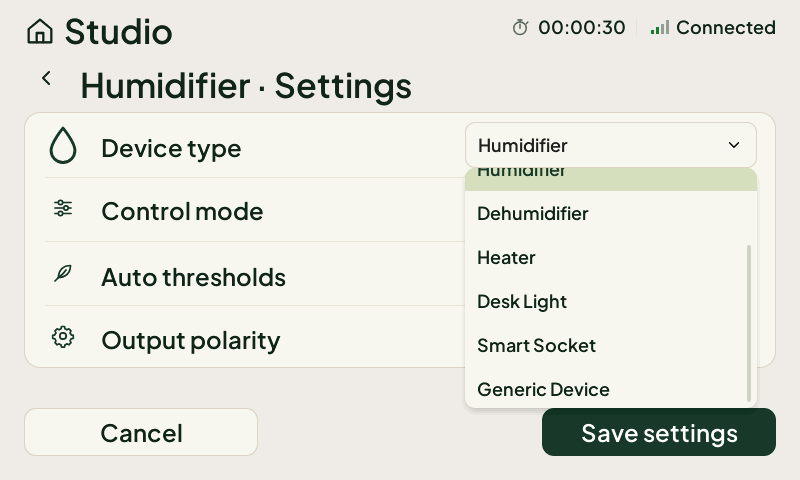 Studio
00:00:30
Connected
Humidifier · Settings
Device type
Humidifier
Humidifier
Dehumidifier
Control mode
Heater
Auto thresholds
Desk Light
Output polarity
Smart Socket
Generic Device
Cancel
Save settings